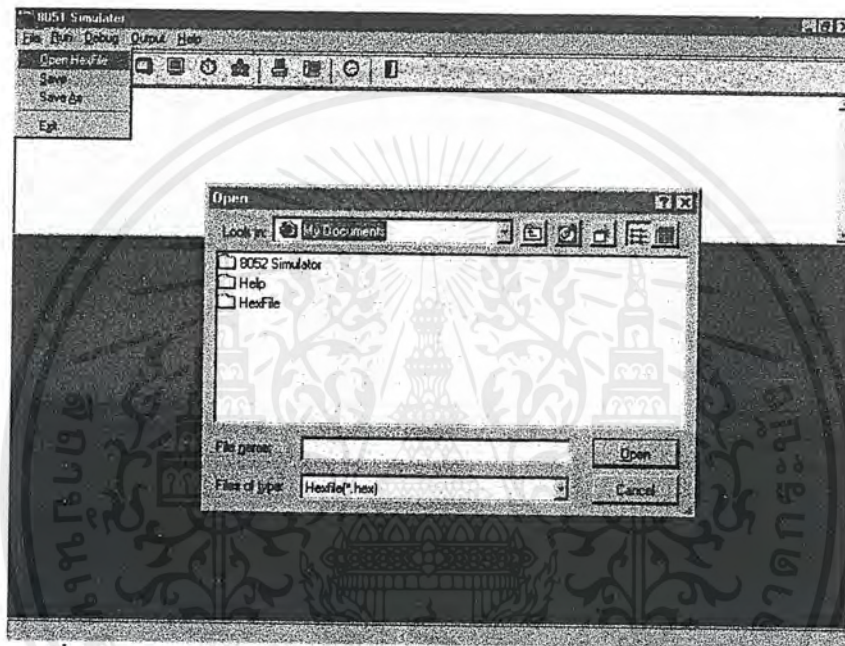 8051 Simulater
File Run Debug Output Help
Open HexFile
Save
Save As
Exit
Open
Look in: My Documents
8052 Simulator
Help
HexFile
File name:
Open
Files of type: Hexfile(*.hex)
Cancel